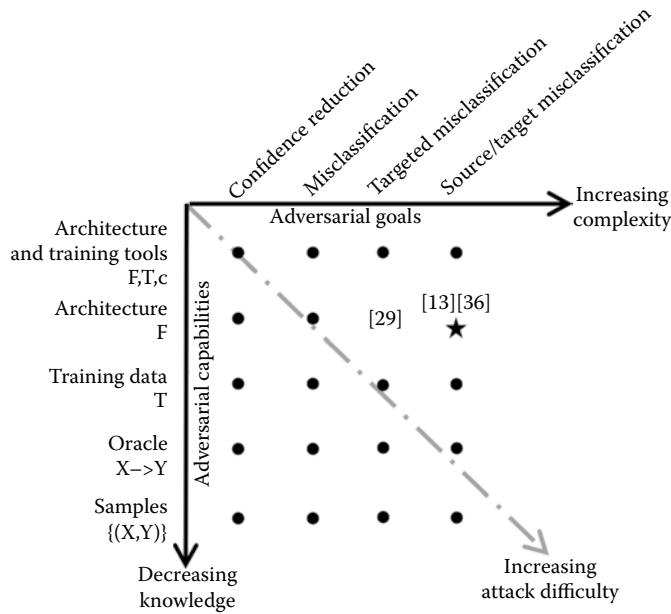 Confidence reduction
Misclassification
Targeted misclassification
Source/target misclassification
Increasing
complexity
Adversarial goals
Architecture
and training tools
F,T,c
Architecture
F
[29]
[13][36]
Training data
T
Oracle
X–>Y
Samples
{(X,Y)}
Adversarial capabilities
Decreasing
knowledge
Increasing
attack difficulty